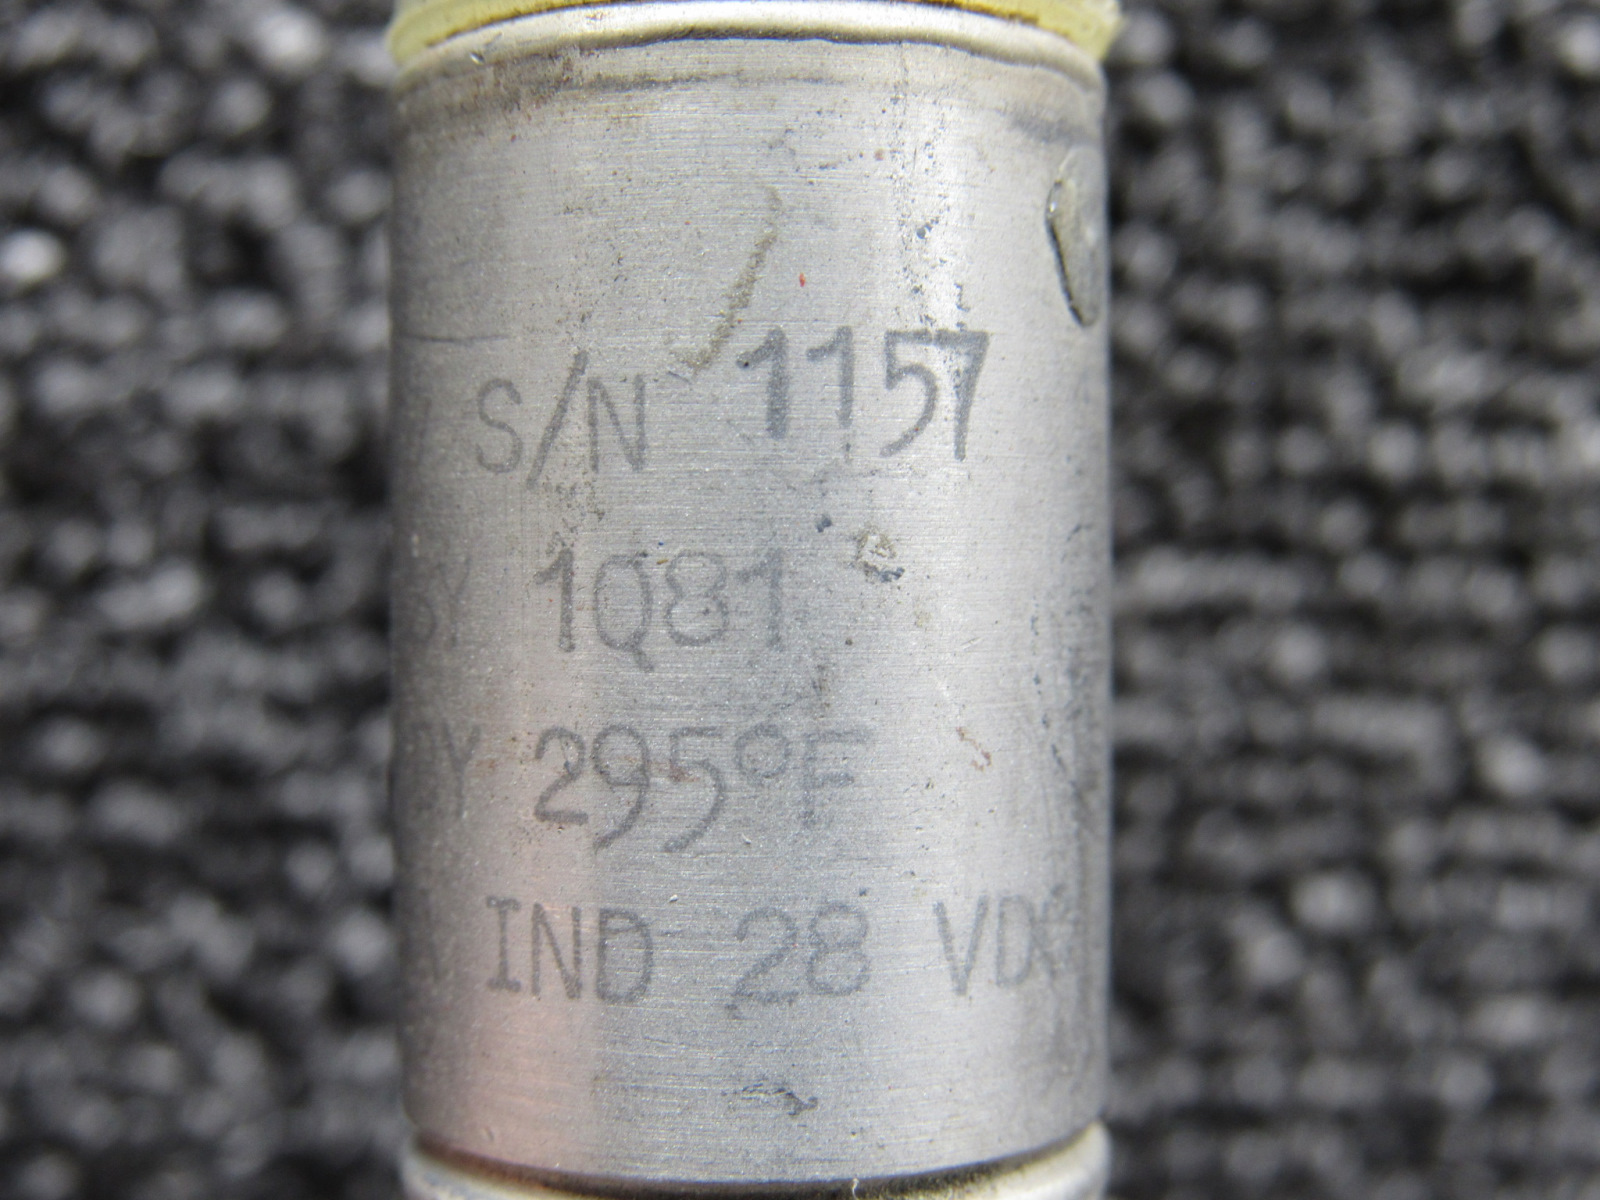 S/N 1157
1Q81
295°F
IND 28 VDC